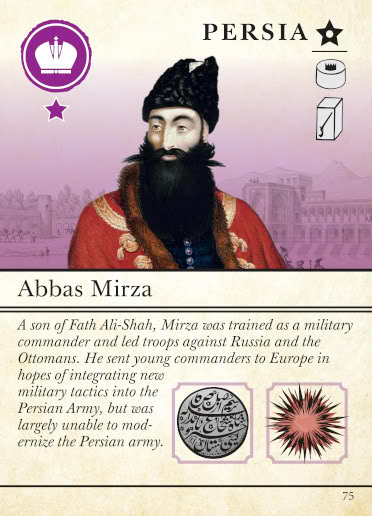 PERSIA
Abbas Mirza
A son of Fath Ali-Shah, Mirza was trained as a military
commander and led troops against Russia and the
Ottomans. He sent young commanders to Europe in
hopes of integrating new
military tactics into the
Persian Army, but was
largely unable to mod-
ernize the Persian army.
75